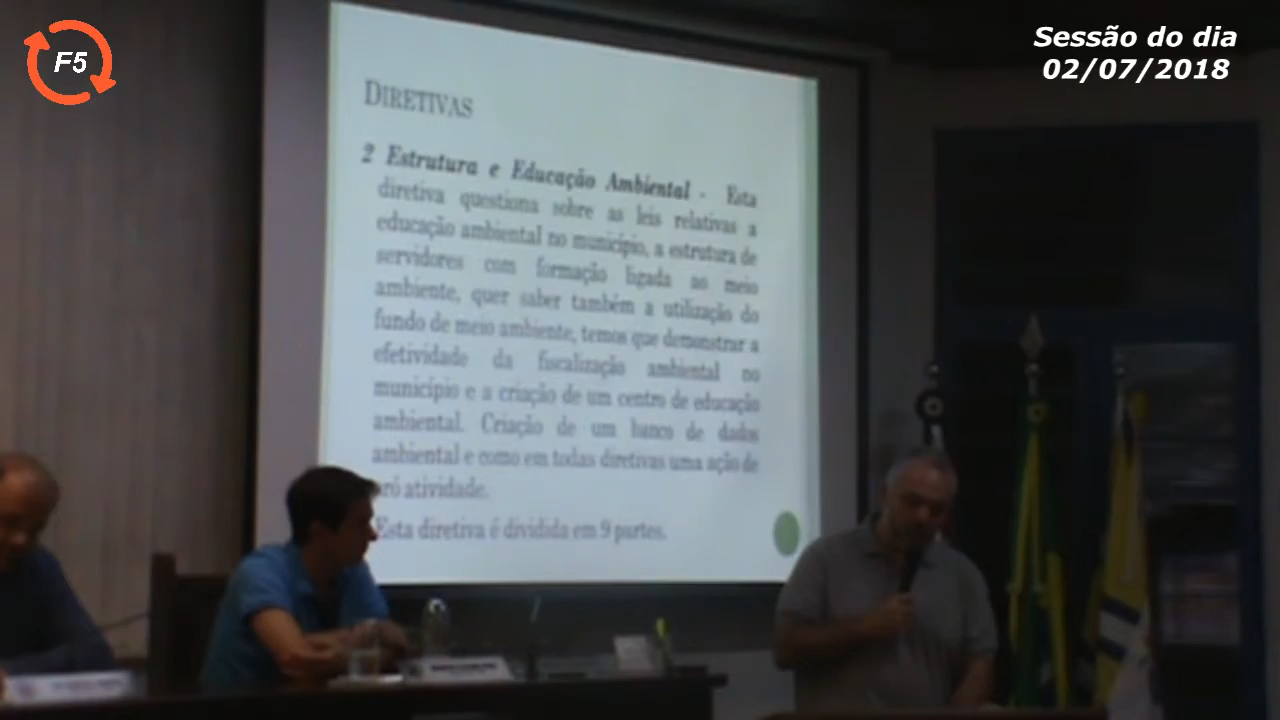 F5
Sessão do dia
02/07/2018
DIRETIVAS
2 Estrutura e Educação Ambiental - Esta
diretiva questiona sobre as leis relativas a
educação ambiental no município, a estrutura de
servidores com formação ligada ao meio
ambiente, quer saber também a utilização do
fundo de meio ambiente, temos que demonstrar a
efetividade da fiscalização ambiental no
município e a criação de um centro de educação
ambiental. Criação de um banco de dados
ambiental e como em todas diretivas uma ação de
pró atividade.
Esta diretiva é dividida em 9 partes.